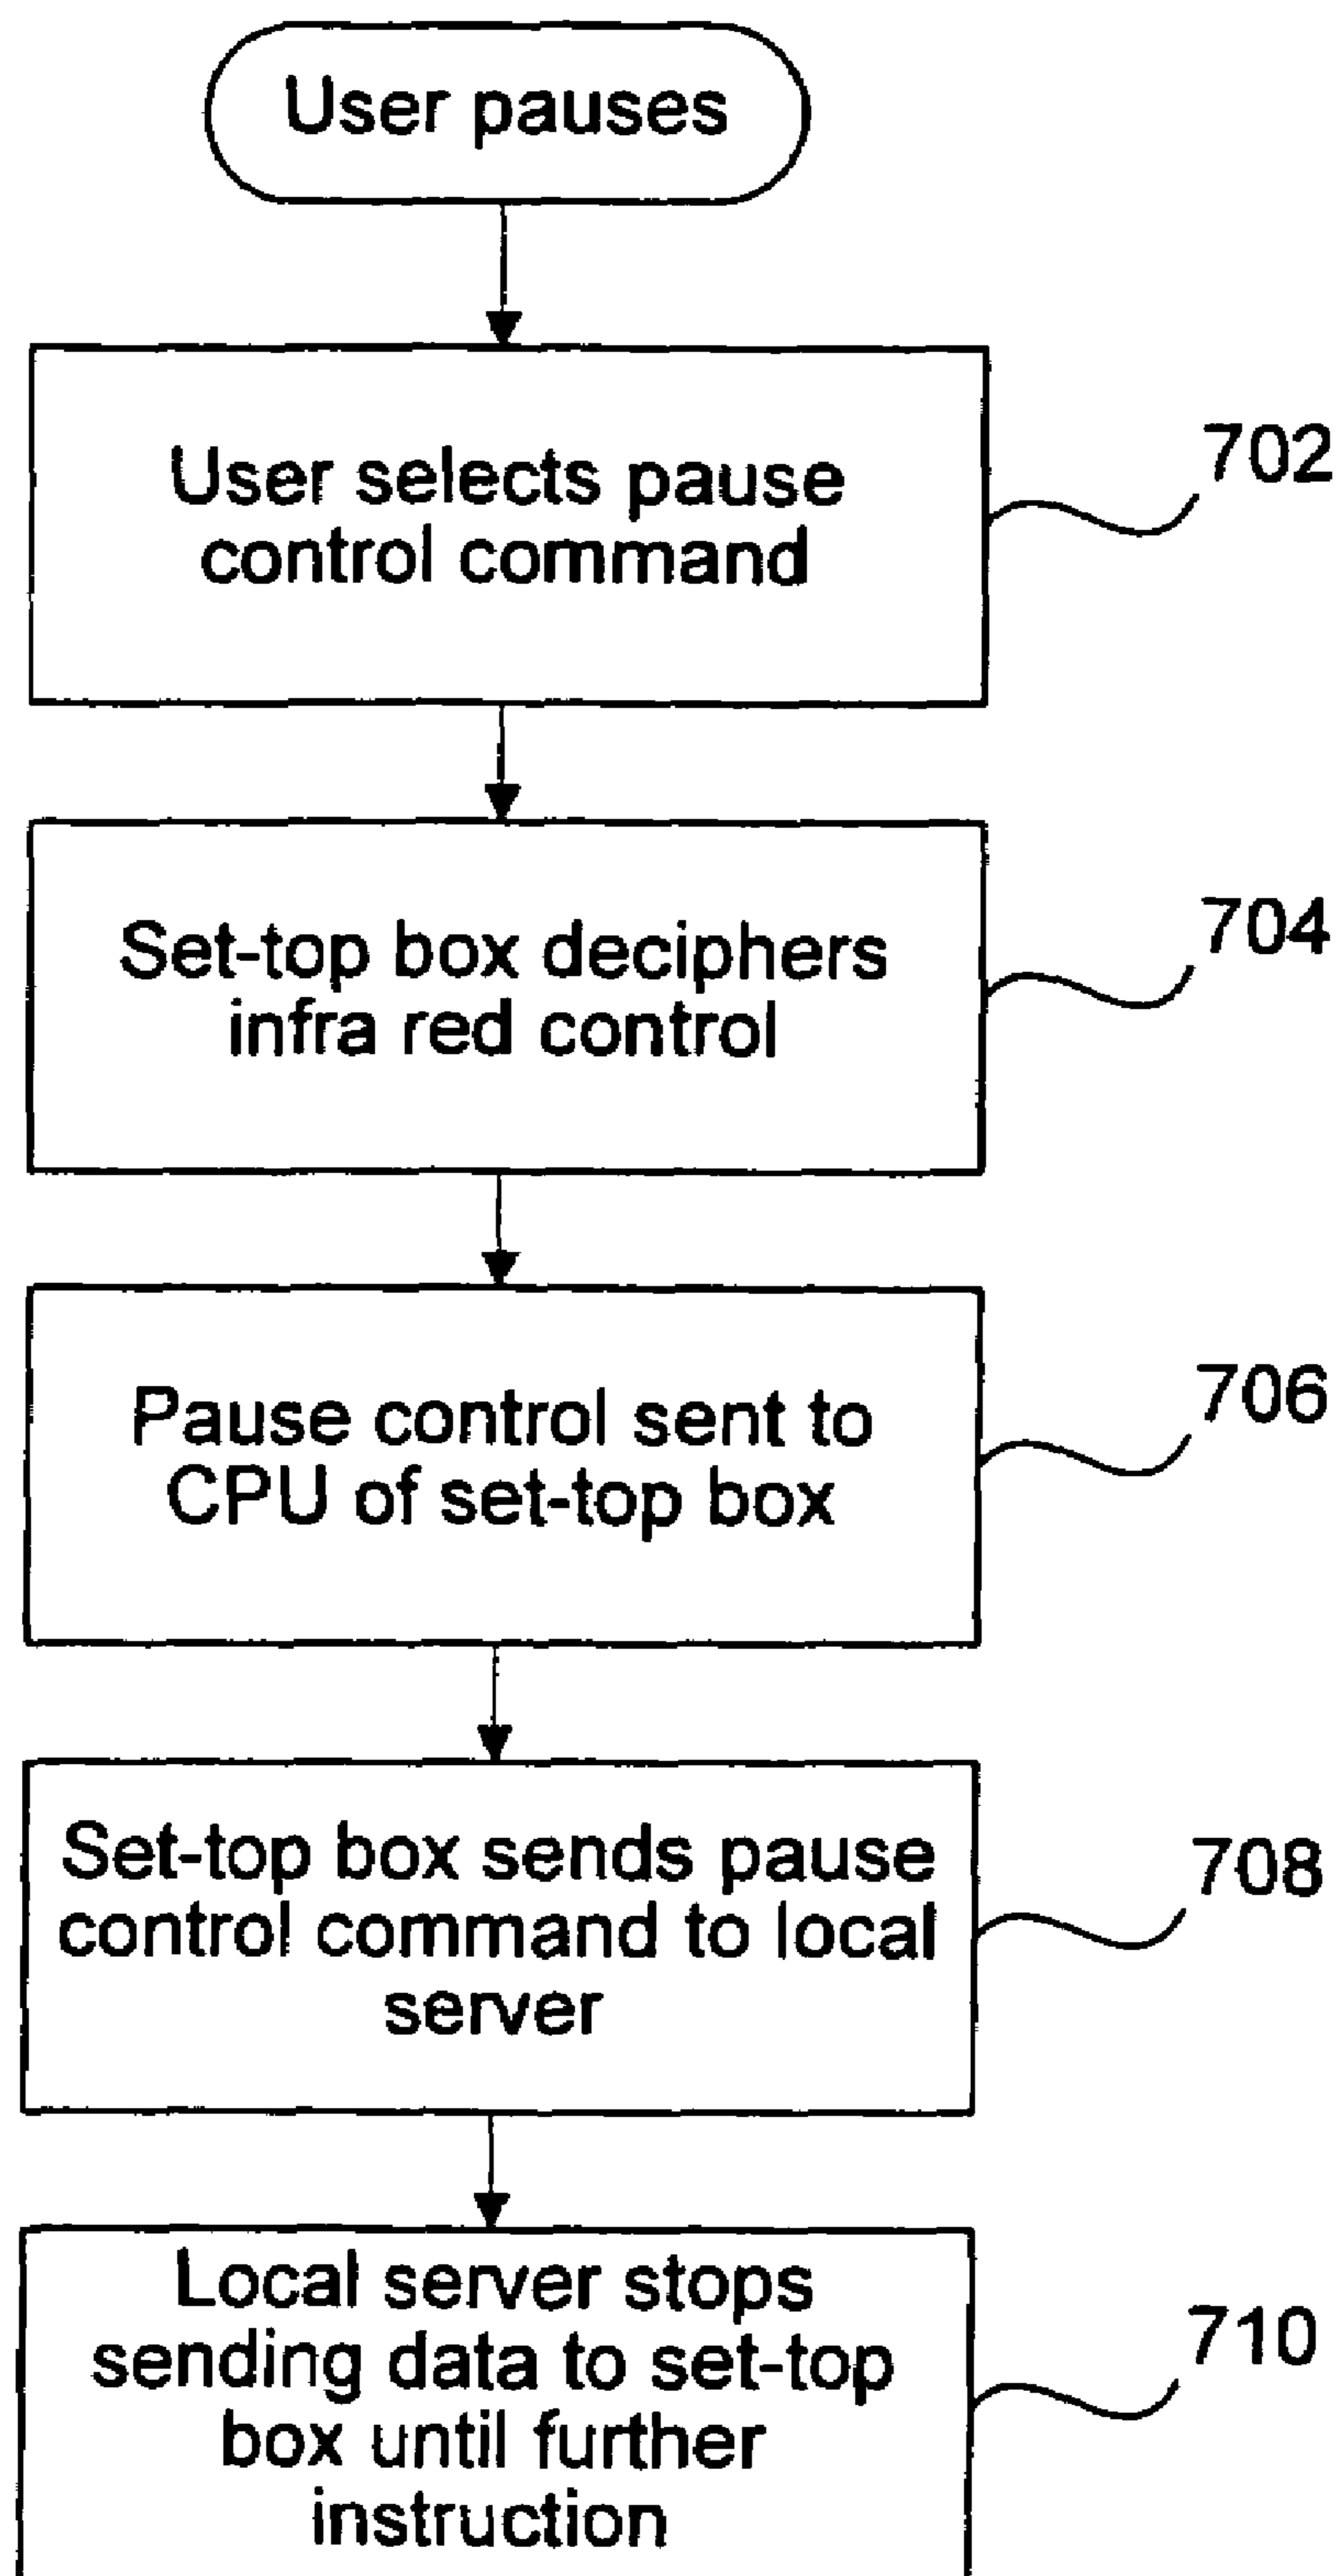 User pauses
User selects pause
control command
702
Set-top box deciphers
infra red control
704
Pause control sent to
CPU of set-top box
706
Set-top box sends pause
control command to local
server
708
Local server stops
sending data to set-top
box until further
instruction
710